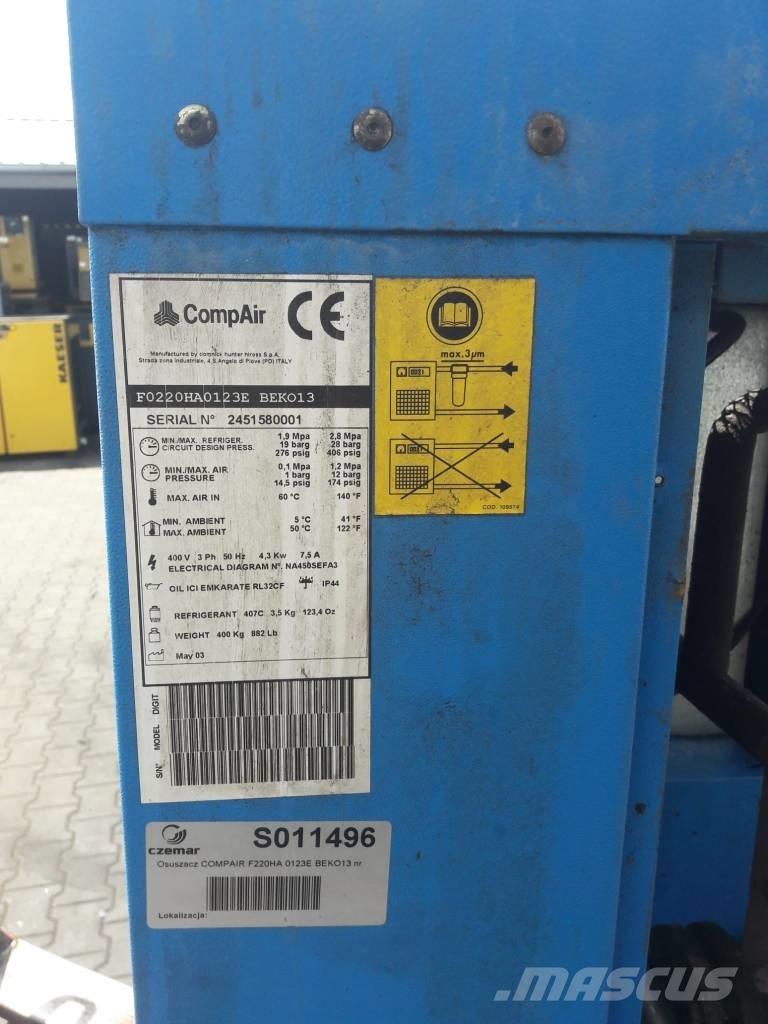 CompAir CE
Manufactured by domnick hunter hiross S.p.A.
Strada zona industriale, 4 S.Angelo di Piove (PD) ITALY
F0220HA0123E BEKO13
SERIAL N° 2451580001
MIN./MAX. REFRIGER. 1,9 Mpa 2,8 Mpa
CIRCUIT DESIGN PRESS. 19 barg 28 barg
276 psig 406 psig
MIN./MAX. AIR 0,1 Mpa 1,2 Mpa
PRESSURE 1 barg 12 barg
14,5 psig 174 psig
MAX. AIR IN 60 °C 140 °F
MIN. AMBIENT 5 °C 41 °F
MAX. AMBIENT 50 °C 122 °F
400 V 3 Ph 50 Hz 4,3 Kw 7,5 A
ELECTRICAL DIAGRAM N°. NA450SEFA3
OIL ICI EMKARATE RL32CF IP44
REFRIGERANT 407C 3,5 Kg 123,4 Oz
WEIGHT 400 Kg 882 Lb
May 03
S/N° MODEL DIGIT
max.3µm
KAESER
czemar S011496
Osuszacz COMPAIR F220HA 0123E BEKO13 nr
Lokalizacja:
MASCUS